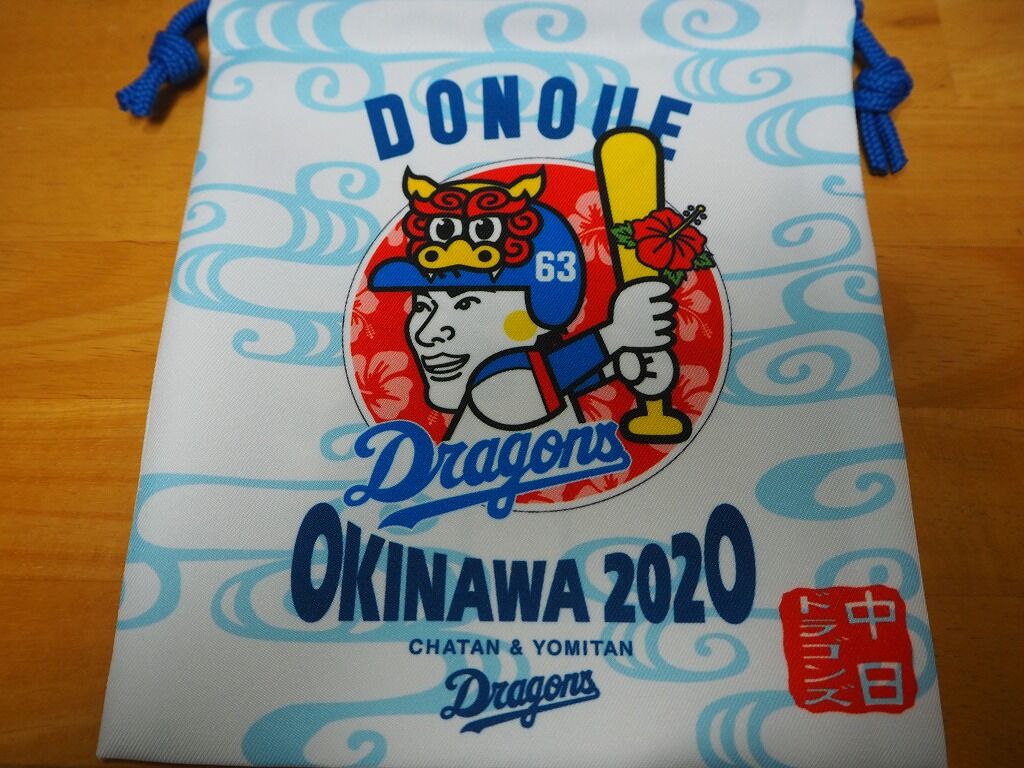 DONOUE
63
Dragons
OKINAWA 2020
CHATAN & YOMITAN
Dragons
中日
ドラゴンズ